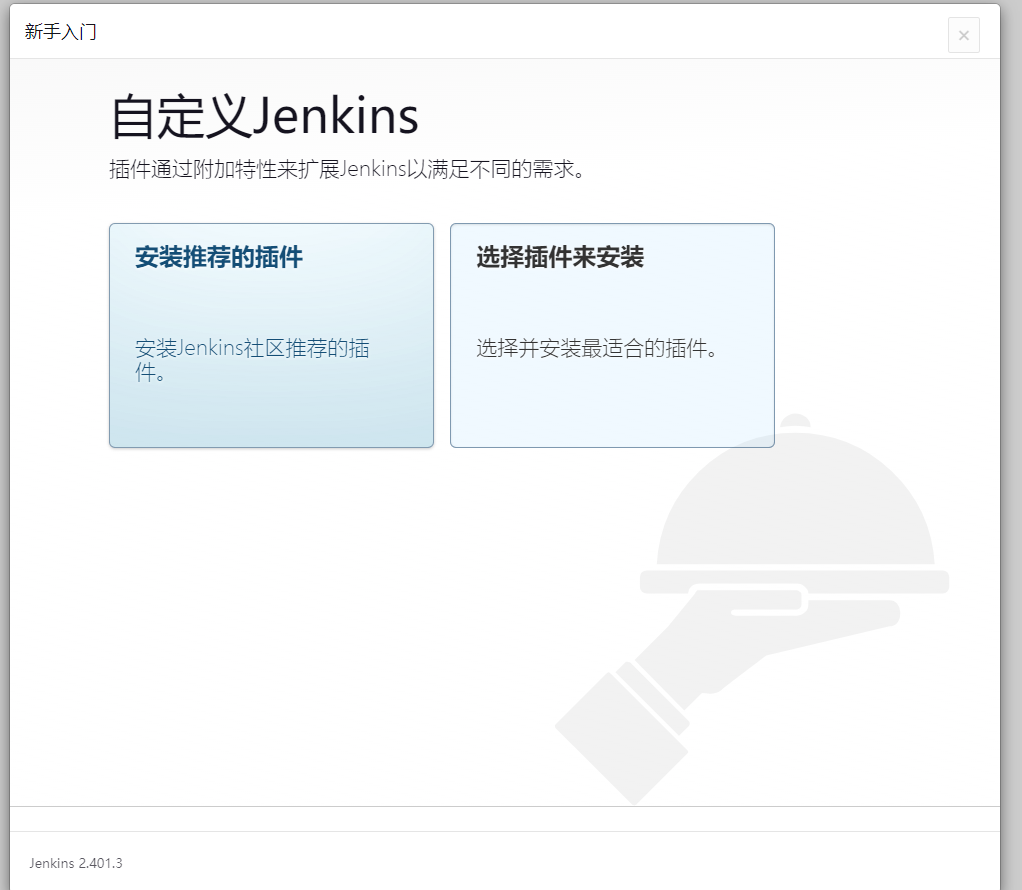 新手入门
×
自定义Jenkins
插件通过附加特性来扩展Jenkins以满足不同的需求。
安装推荐的插件
安装Jenkins社区推荐的插
件。
选择插件来安装
选择并安装最适合的插件。
Jenkins 2.401.3